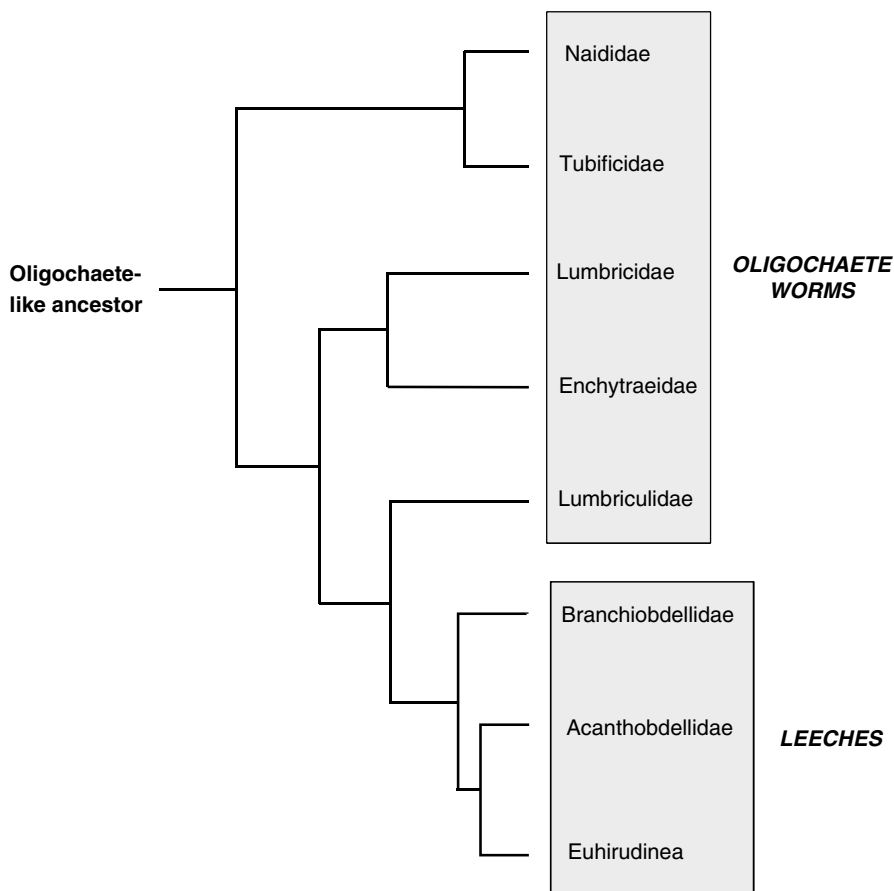 Naididae
Tubificidae
Oligochaete-
like ancestor
Lumbricidae
OLIGOCHAETE
WORMS
Enchytraeidae
Lumbriculidae
Branchiobdellidae
Acanthobdellidae
LEECHES
Euhirudinea